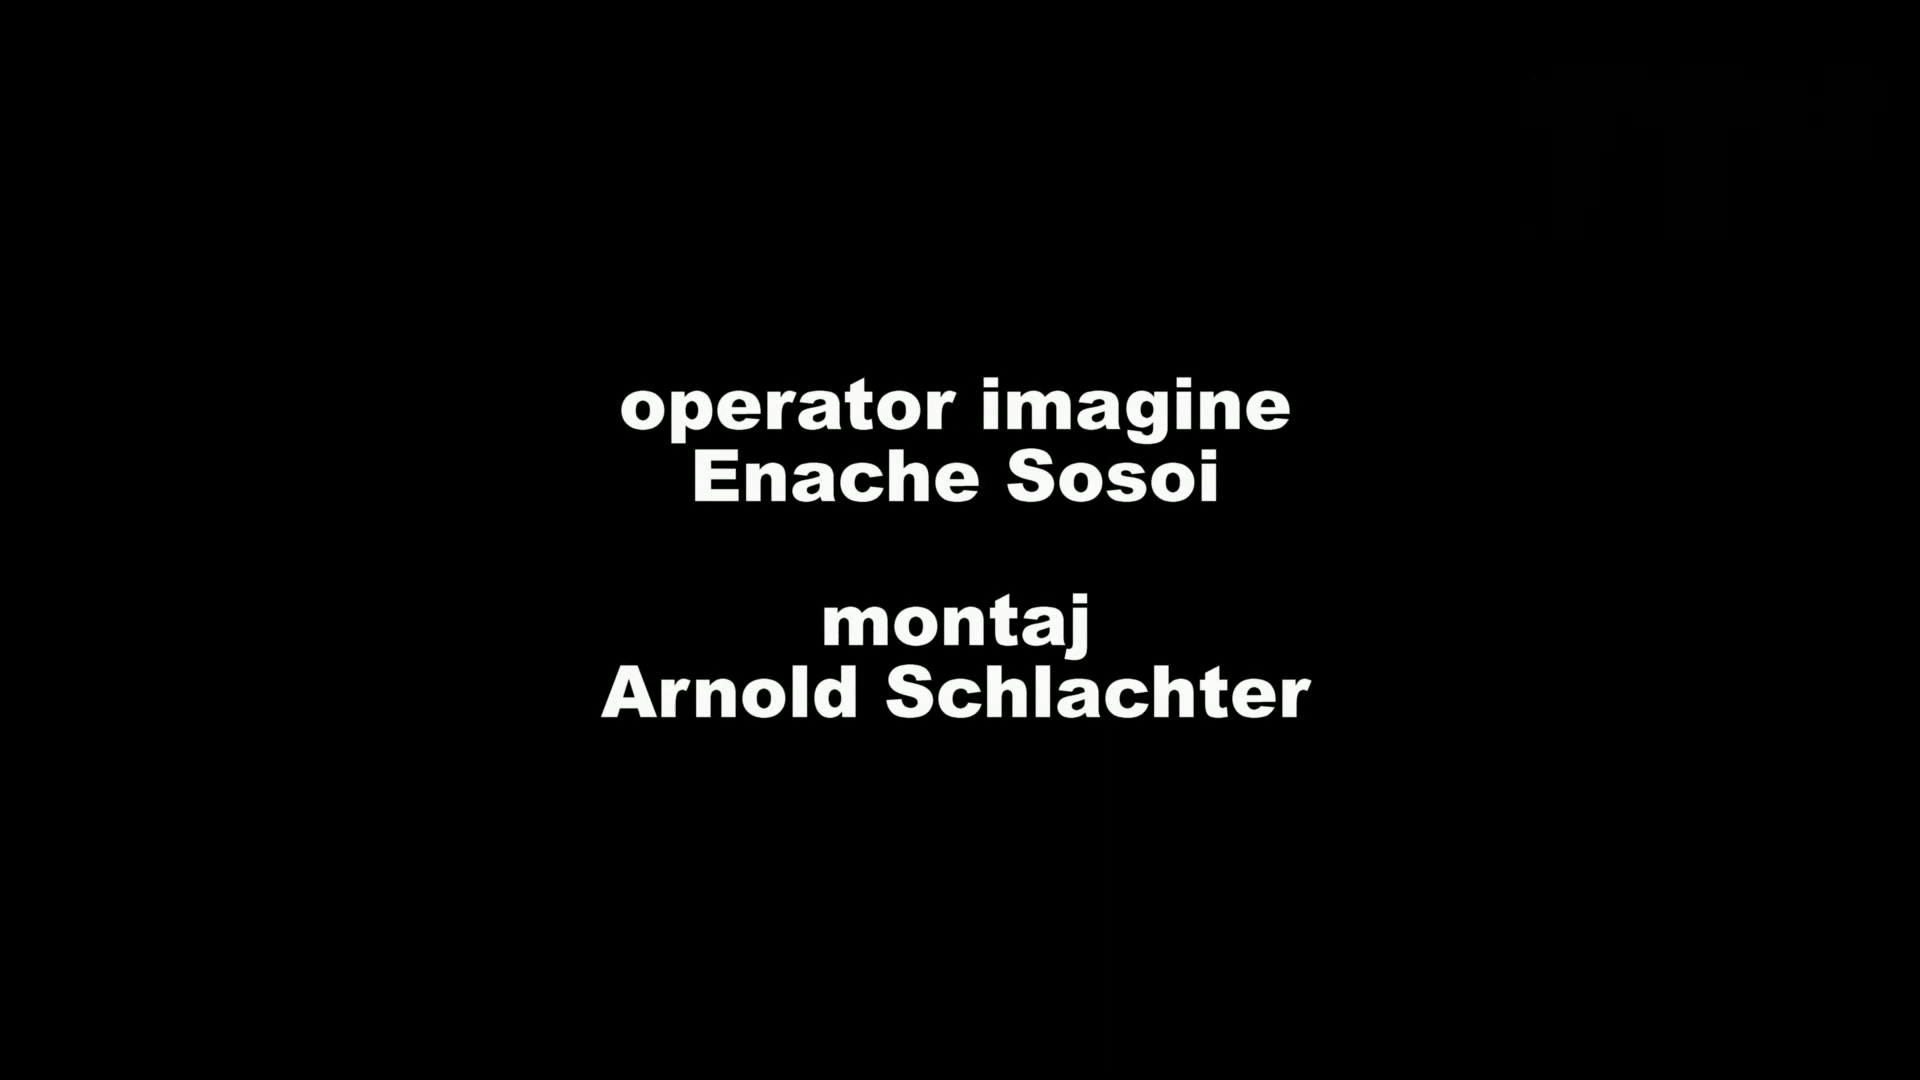 operator imagine
Enache Sosoi
montaj
Arnold Schlachter